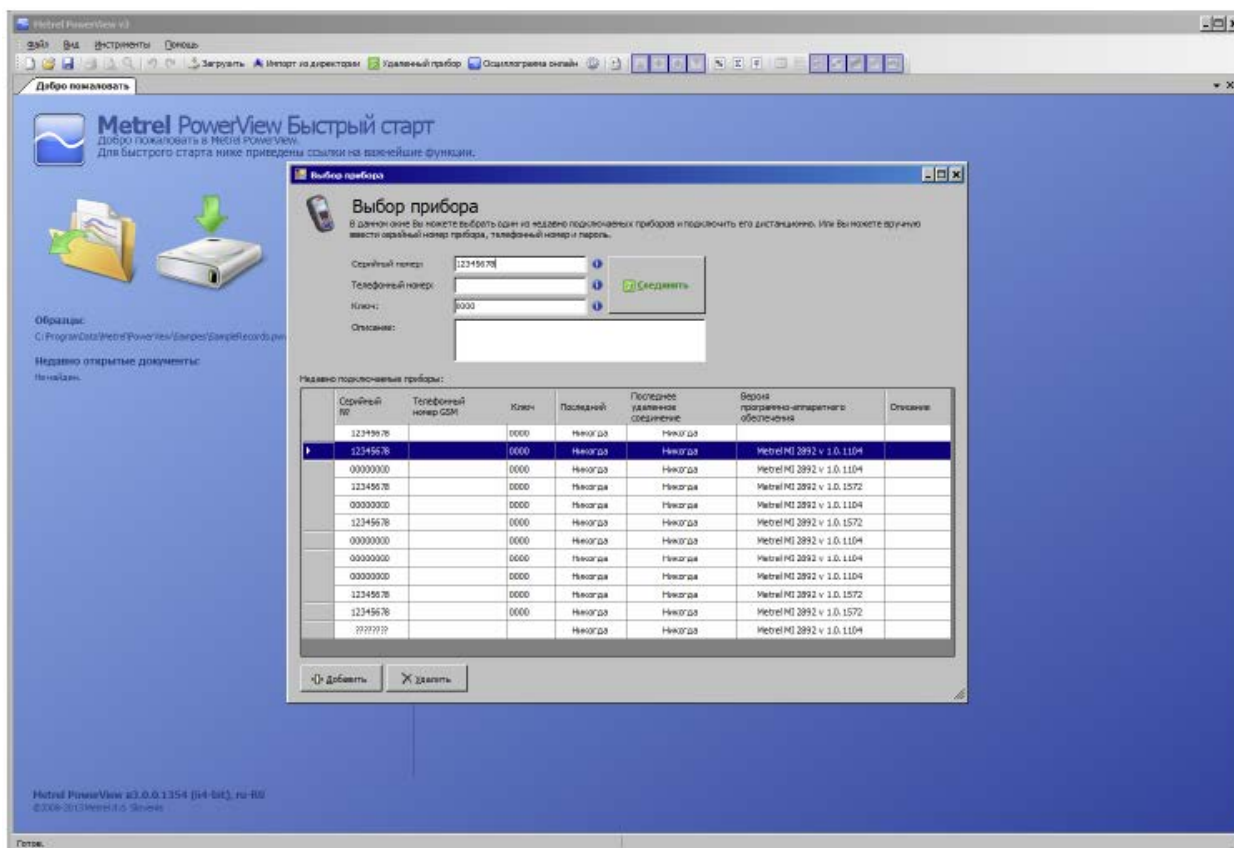 Metrel PowerView v3
Файл Вид Инструменты Помощь
Загрузить Импорт из директории Удаленный прибор Осциллограмма онлайн
Добро пожаловать
Metrel PowerView Быстрый старт
Добро пожаловать в Metrel PowerView.
Для быстрого старта ниже приведены ссылки на важнейшие функции.
Образцы:
C:\ProgramData\Metrel\PowerView\Samples\SampleRecords.pvn
Недавно открытые документы:
Не найден.
Выбор прибора
Выбор прибора
В данном окне Вы можете выбрать один из недавно подключаемых приборов и подключить его дистанционно. Или Вы можете вручную
ввести серийный номер прибора, телефонный номер и пароль.
Серийный номер: 12345678
Телефонный номер: Соединить
Ключ: 0000
Описание:
Недавно подключаемые приборы:
Серийный № Телефонный номер GSM Ключ Последний Последнее удаленное соединение Версия программно-аппаратного обеспечения Описание
12345678 0000 Никогда Никогда
12345678 0000 Никогда Никогда Metrel MI 2892 v 1.0.1104
00000000 0000 Никогда Никогда Metrel MI 2892 v 1.0.1104
12345678 0000 Никогда Никогда Metrel MI 2892 v 1.0.1572
00000000 0000 Никогда Никогда Metrel MI 2892 v 1.0.1104
12345678 0000 Никогда Никогда Metrel MI 2892 v 1.0.1572
00000000 0000 Никогда Никогда Metrel MI 2892 v 1.0.1104
00000000 0000 Никогда Никогда Metrel MI 2892 v 1.0.1104
00000000 0000 Никогда Никогда Metrel MI 2892 v 1.0.1104
12345678 0000 Никогда Никогда Metrel MI 2892 v 1.0.1572
12345678 0000 Никогда Никогда Metrel MI 2892 v 1.0.1572
???????? Никогда Никогда Metrel MI 2892 v 1.0.1104
Добавить Удалить
Metrel PowerView v3.0.0.1354 (64-bit), ru-RU
Metrel d.d. Slovenia
Готов.